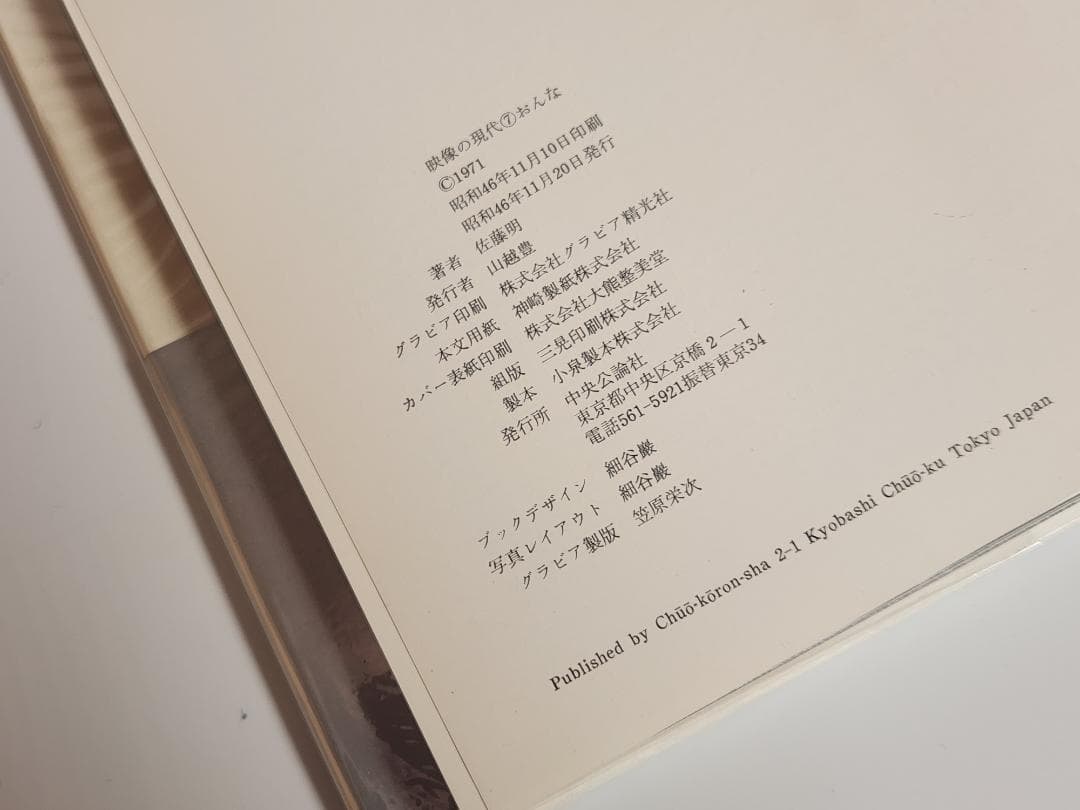 映像の現代⑦おんな
©1971
昭和46年11月10日印刷
昭和46年11月20日発行
著者 佐藤明
発行者 山越豊
グラビア印刷 株式会社グラビア精光社
本文用紙 神崎製紙株式会社
カバー表紙印刷 株式会社大熊整美堂
組版 三晃印刷株式会社
製本 小泉製本株式会社
発行所 中央公論社
東京都中央区京橋2―1
電話561-5921振替東京34
ブックデザイン 細谷巖
写真レイアウト 細谷巖
グラビア製版 笠原栄次
Published by Chūō-kōron-sha 2-1 Kyobashi Chūō-ku Tokyo Japan